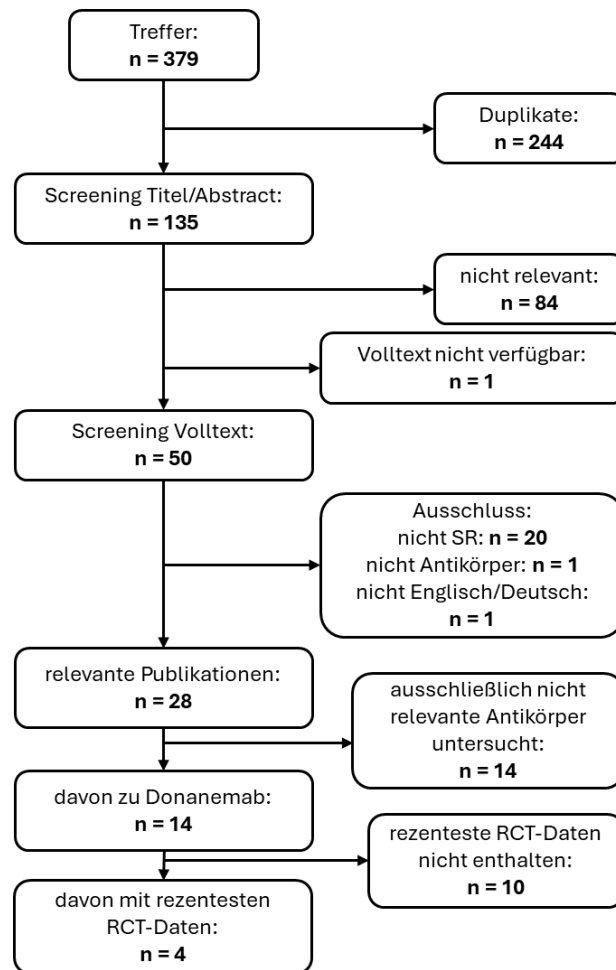 Treffer:
n = 379
Duplikate:
n = 244
Screening Titel/Abstract:
n = 135
nicht relevant:
n = 84
Volltext nicht verfügbar:
n = 1
Screening Volltext:
n = 50
Ausschluss:
nicht SR: n = 20
nicht Antikörper: n = 1
nicht Englisch/Deutsch:
n = 1
relevante Publikationen:
n = 28
ausschließlich nicht
relevante Antikörper
untersucht:
n = 14
davon zu Donanemab:
n = 14
rezenteste RCT-Daten
nicht enthalten:
n = 10
davon mit rezentesten
RCT-Daten:
n = 4